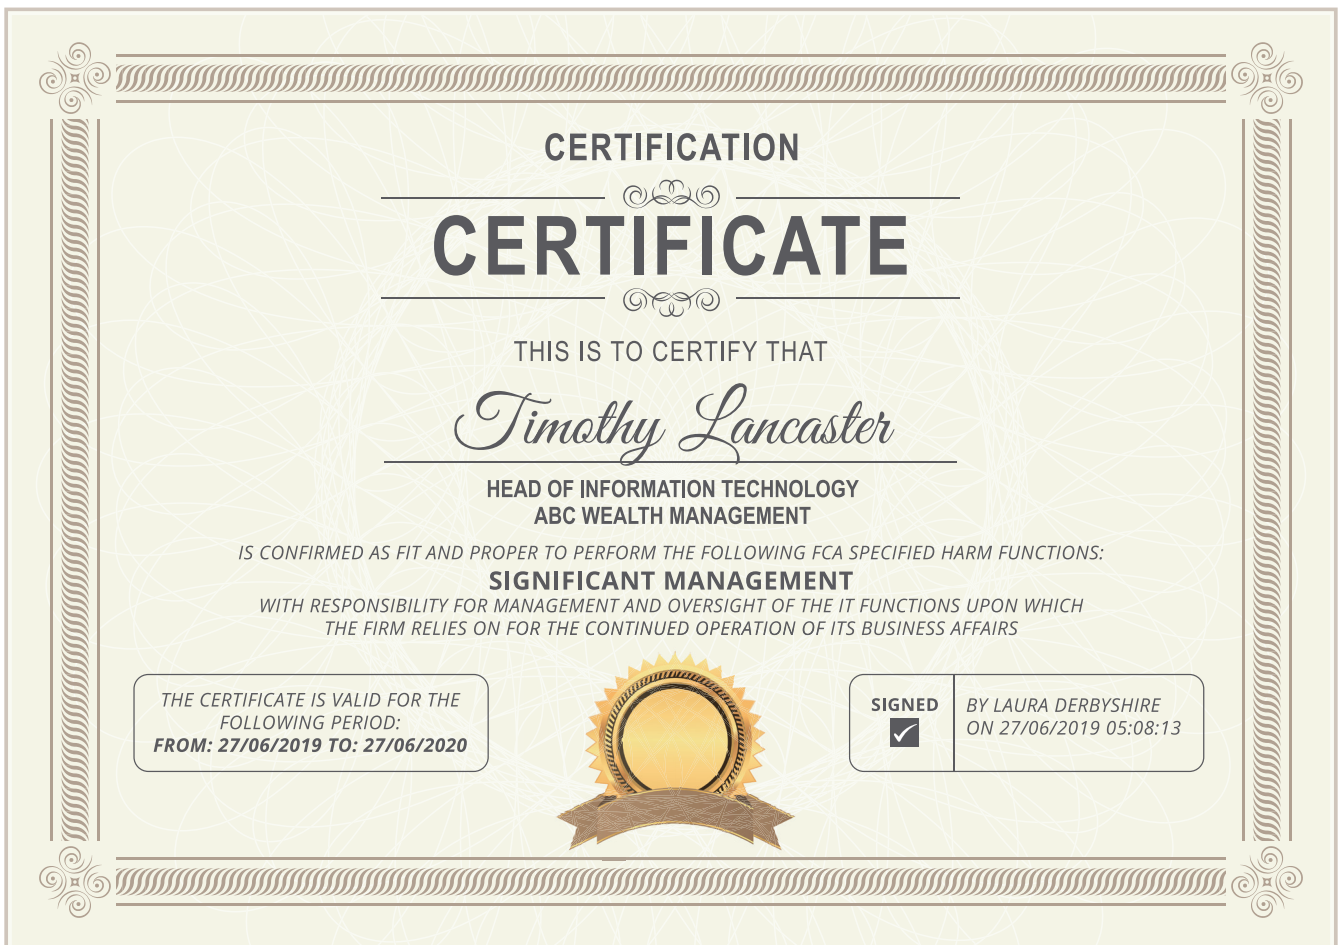 CERTIFICATION
CERTIFICATE
THIS IS TO CERTIFY THAT
Timothy Lancaster
HEAD OF INFORMATION TECHNOLOGY
ABC WEALTH MANAGEMENT
IS CONFIRMED AS FIT AND PROPER TO PERFORM THE FOLLOWING FCA SPECIFIED HARM FUNCTIONS:
SIGNIFICANT MANAGEMENT
WITH RESPONSIBILITY FOR MANAGEMENT AND OVERSIGHT OF THE IT FUNCTIONS UPON WHICH
THE FIRM RELIES ON FOR THE CONTINUED OPERATION OF ITS BUSINESS AFFAIRS
THE CERTIFICATE IS VALID FOR THE
FOLLOWING PERIOD:
FROM: 27/06/2019 TO: 27/06/2020
SIGNED
BY LAURA DERBYSHIRE
ON 27/06/2019 05:08:13